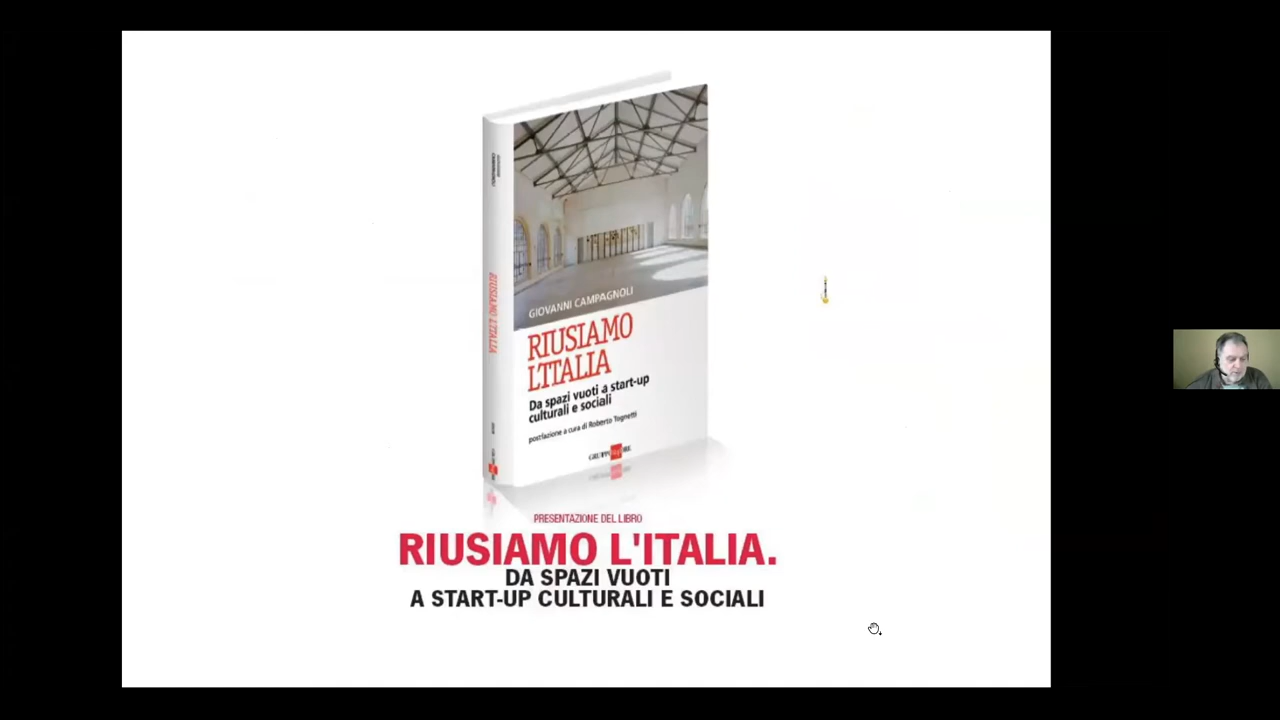 GIOVANNI CAMPAGNOLI
RIUSIAMO
L'ITALIA
Da spazi vuoti a start-up
culturali e sociali
postfazione a cura di Roberto Tognetti
RIUSIAMO L'ITALIA
PRESENTAZIONE DEL LIBRO
RIUSIAMO L'ITALIA.
DA SPAZI VUOTI
A START-UP CULTURALI E SOCIALI